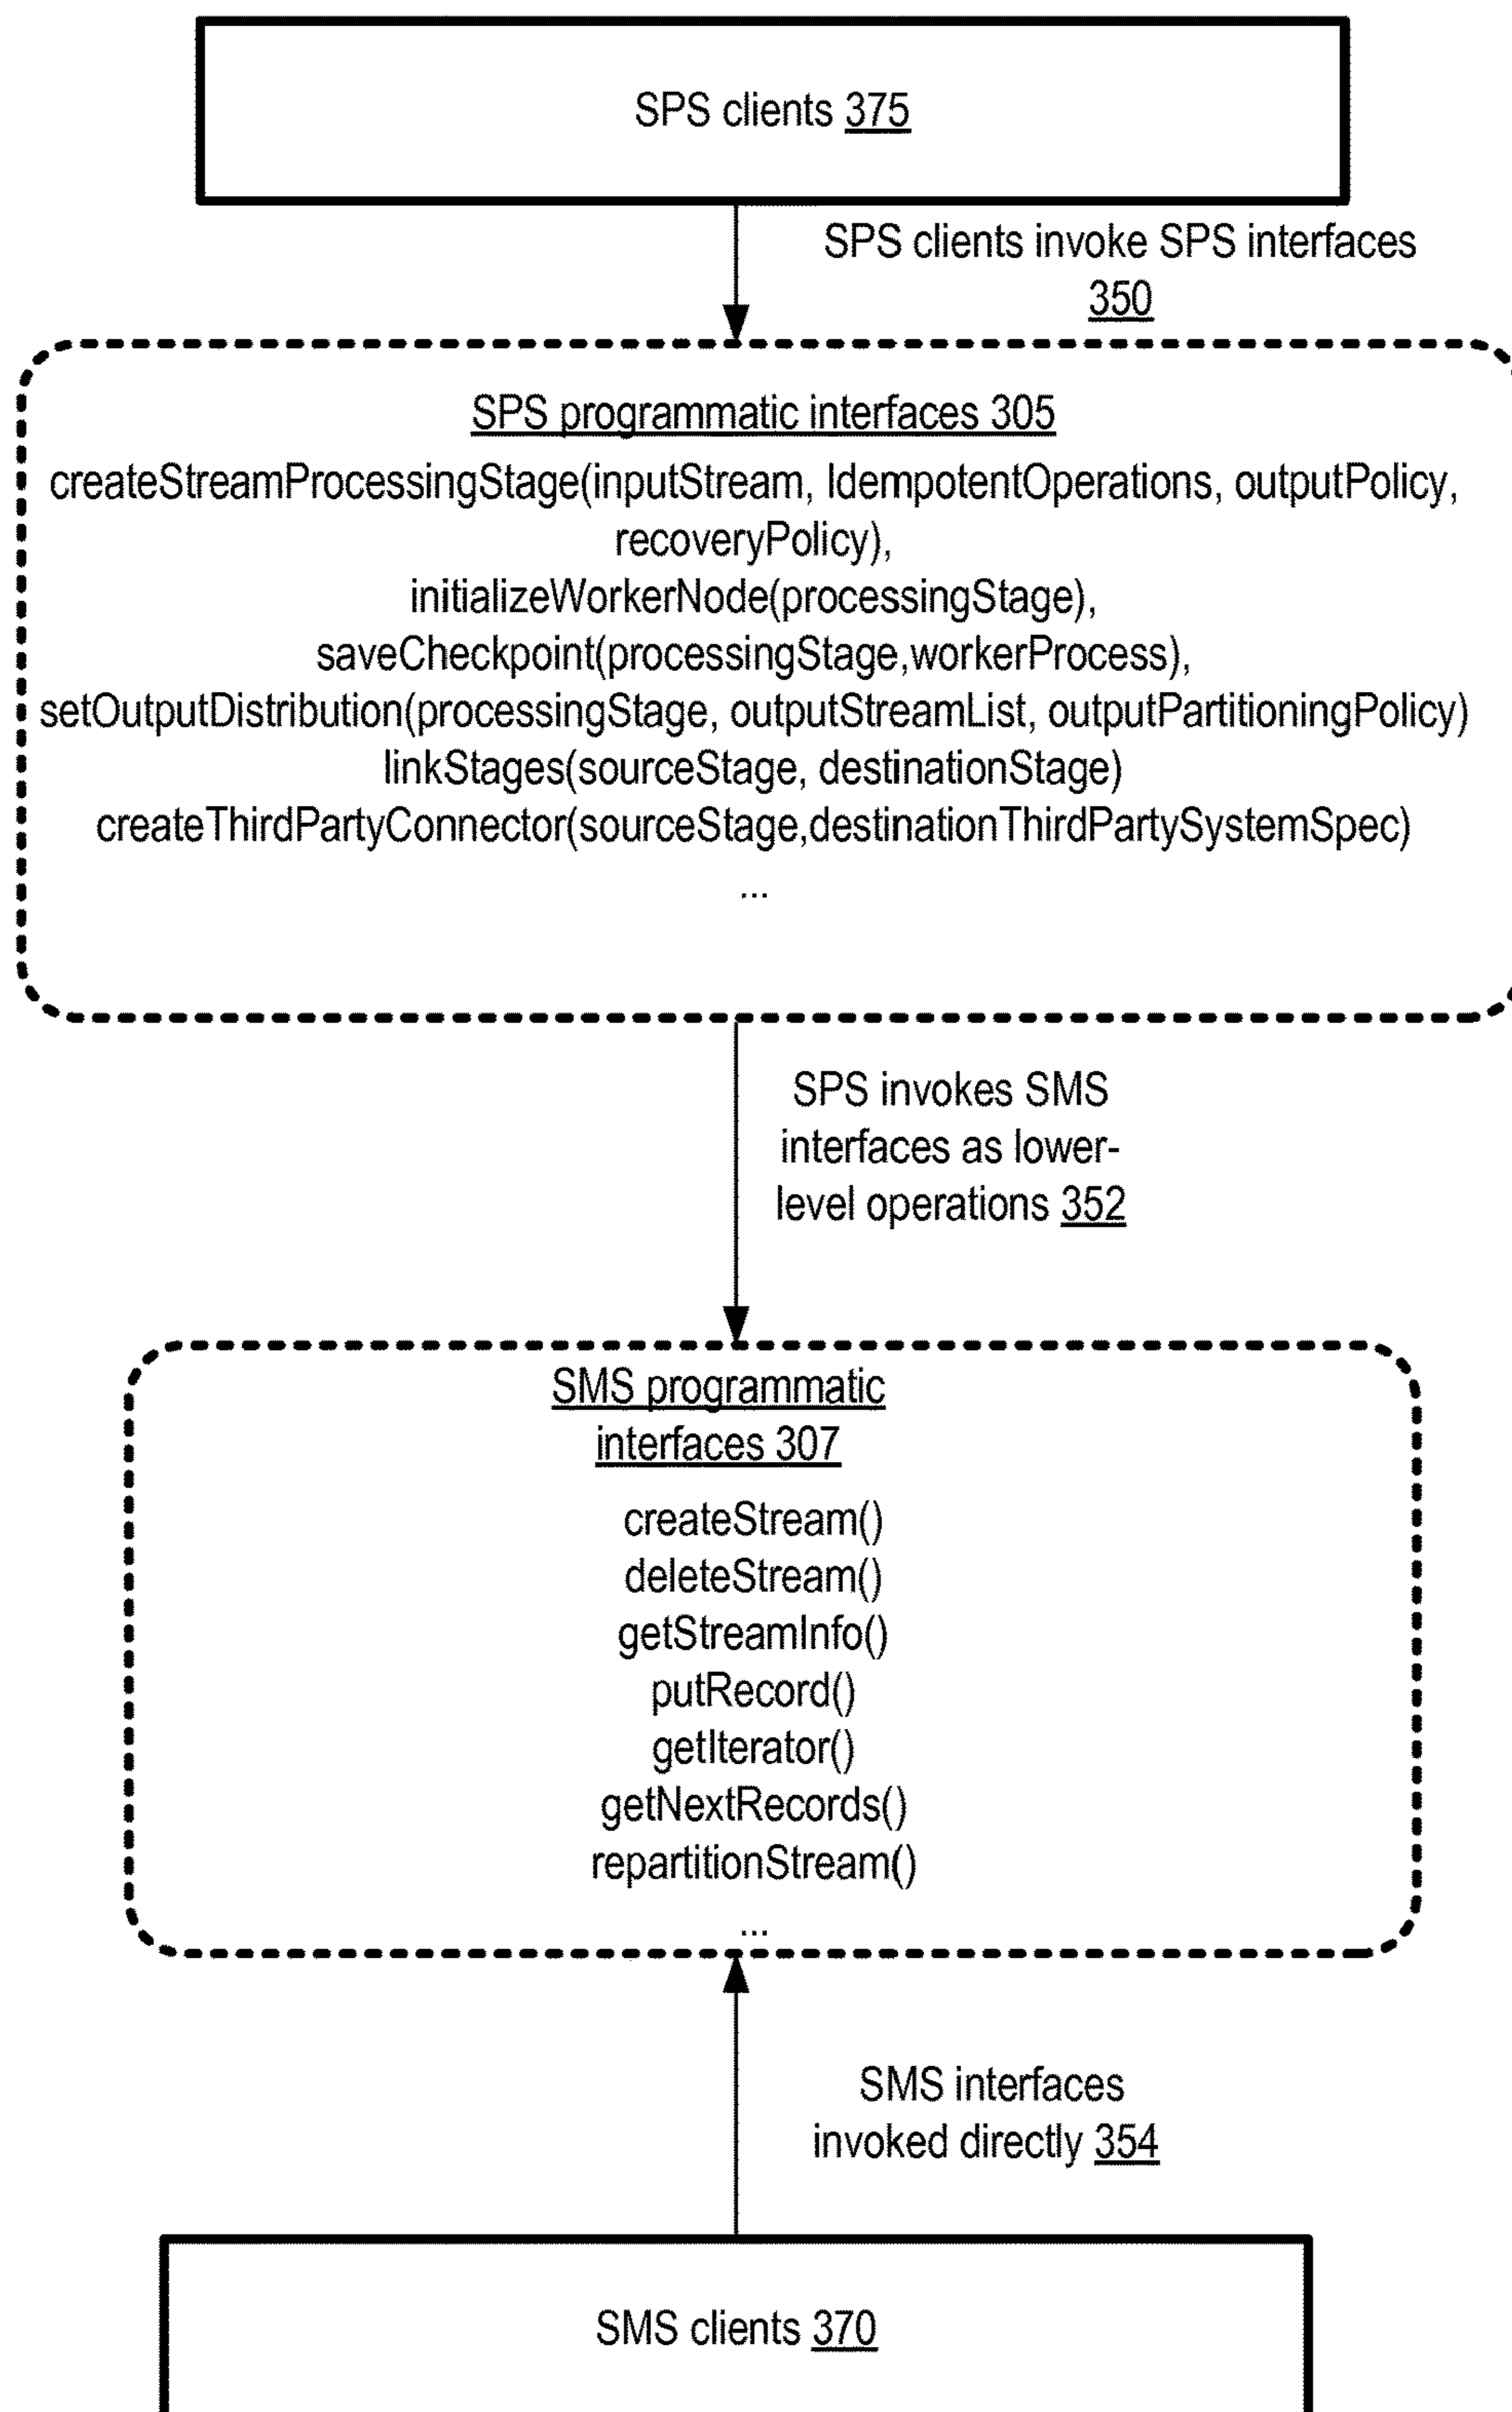 SPS clients 375
SPS clients invoke SPS interfaces
350
SPS programmatic interfaces 305
createStreamProcessingStage(inputStream, IdempotentOperations, outputPolicy,
recoveryPolicy),
initializeWorkerNode(processingStage),
saveCheckpoint(processingStage,workerProcess),
setOutputDistribution(processingStage, outputStreamList, outputPartitioningPolicy)
linkStages(sourceStage, destinationStage)
createThirdPartyConnector(sourceStage,destinationThirdPartySystemSpec)
...
SPS invokes SMS
interfaces as lower-
level operations 352
SMS programmatic
interfaces 307
createStream()
deleteStream()
getStreamInfo()
putRecord()
getIterator()
getNextRecords()
repartitionStream()
...
SMS interfaces
invoked directly 354
SMS clients 370